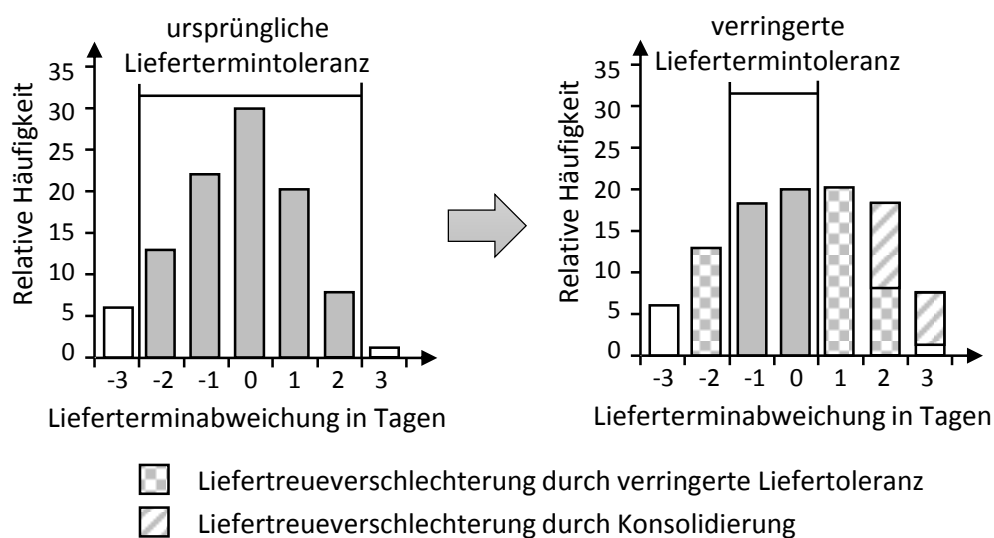 ursprüngliche
Liefertermintoleranz
Relative Häufigkeit
35
30
25
20
15
10
5
0
-3 -2 -1 0 1 2 3
Lieferterminabweichung in Tagen
verringerte
Liefertermintoleranz
Relative Häufigkeit
35
30
25
20
15
10
5
0
-3 -2 -1 0 1 2 3
Lieferterminabweichung in Tagen
Liefertreueverschlechterung durch verringerte Liefertoleranz
Liefertreueverschlechterung durch Konsolidierung